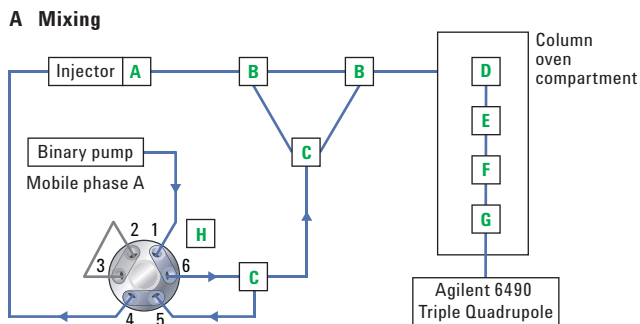 A Mixing
Injector A
B
B
Column
oven
compartment
D
E
F
G
C
Binary pump
Mobile phase A
2
1
H
3
6
C
4
5
Agilent 6490
Triple Quadrupole